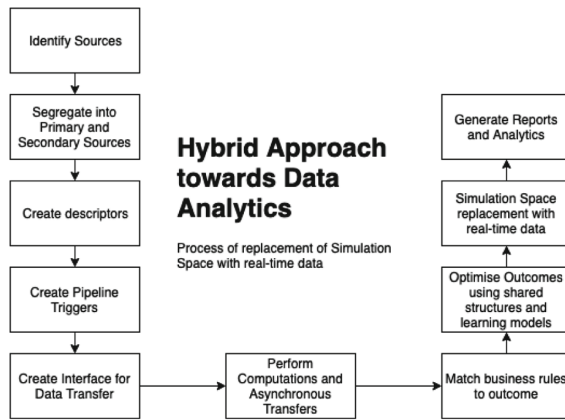 Identify Sources
Segregate into
Primary and
Secondary Sources
Create descriptors
Create Pipeline
Triggers
Create Interface for
Data Transfer
Hybrid Approach
towards Data
Analytics
Process of replacement of Simulation
Space with real-time data
Perform
Computations and
Asynchronous
Transfers
Match business rules
to outcome
Optimise Outcomes
using shared
structures and
learning models
Simulation Space
replacement with
real-time data
Generate Reports
and Analytics